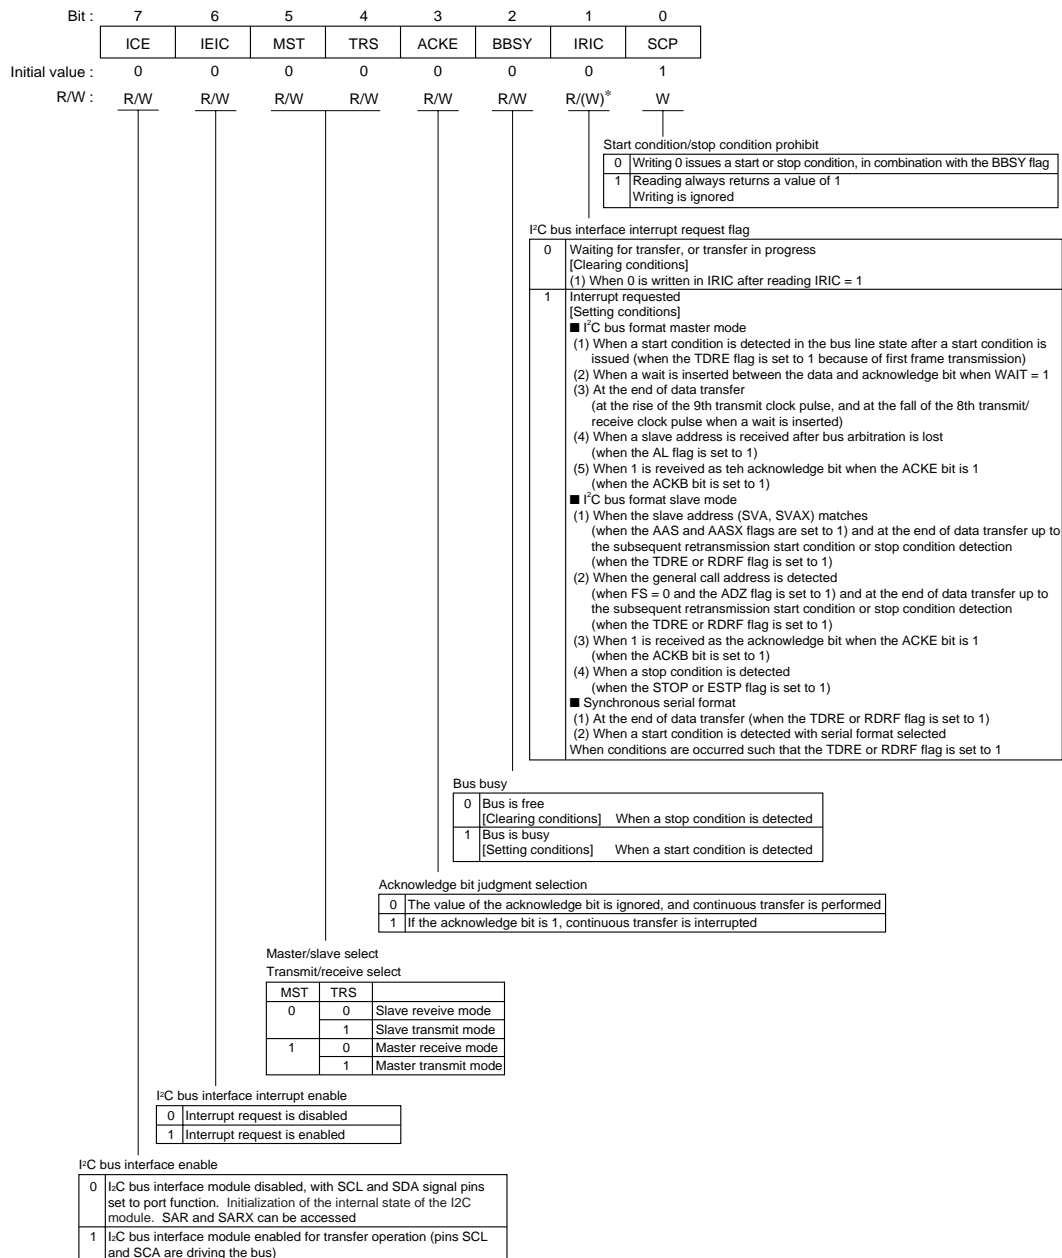 Bit : 7 6 5 4 3 2 1 0
ICE IEIC MST TRS ACKE BBSY IRIC SCP
Initial value : 0 0 0 0 0 0 0 1
R/W : R/W R/W R/W R/W R/W R/W R/(W)* W
Start condition/stop condition prohibit
0 Writing 0 issues a start or stop condition, in combination with the BBSY flag
1 Reading always returns a value of 1
Writing is ignored
I²C bus interface interrupt request flag
0 Waiting for transfer, or transfer in progress
[Clearing conditions]
(1) When 0 is written in IRIC after reading IRIC = 1
1 Interrupt requested
[Setting conditions]
■ I²C bus format master mode
(1) When a start condition is detected in the bus line state after a start condition is
issued (when the TDRE flag is set to 1 because of first frame transmission)
(2) When a wait is inserted between the data and acknowledge bit when WAIT = 1
(3) At the end of data transfer
(at the rise of the 9th transmit clock pulse, and at the fall of the 8th transmit/
receive clock pulse when a wait is inserted)
(4) When a slave address is received after bus arbitration is lost
(when the AL flag is set to 1)
(5) When 1 is reveived as teh acknowledge bit when the ACKE bit is 1
(when the ACKB bit is set to 1)
■ I²C bus format slave mode
(1) When the slave address (SVA, SVAX) matches
(when the AAS and AASX flags are set to 1) and at the end of data transfer up to
the subsequent retransmission start condition or stop condition detection
(when the TDRE or RDRF flag is set to 1)
(2) When the general call address is detected
(when FS = 0 and the ADZ flag is set to 1) and at the end of data transfer up to
the subsequent retransmission start condition or stop condition detection
(when the TDRE or RDRF flag is set to 1)
(3) When 1 is received as the acknowledge bit when the ACKE bit is 1
(when the ACKB bit is set to 1)
(4) When a stop condition is detected
(when the STOP or ESTP flag is set to 1)
■ Synchronous serial format
(1) At the end of data transfer (when the TDRE or RDRF flag is set to 1)
(2) When a start condition is detected with serial format selected
When conditions are occurred such that the TDRE or RDRF flag is set to 1
Bus busy
0 Bus is free
[Clearing conditions] When a stop condition is detected
1 Bus is busy
[Setting conditions] When a start condition is detected
Acknowledge bit judgment selection
0 The value of the acknowledge bit is ignored, and continuous transfer is performed
1 If the acknowledge bit is 1, continuous transfer is interrupted
Master/slave select
Transmit/receive select
MST TRS
0 0 Slave reveive mode
1 Slave transmit mode
1 0 Master receive mode
1 Master transmit mode
I²C bus interface interrupt enable
0 Interrupt request is disabled
1 Interrupt request is enabled
I²C bus interface enable
0 I₂C bus interface module disabled, with SCL and SDA signal pins
set to port function. Initialization of the internal state of the I2C
module. SAR and SARX can be accessed
1 I₂C bus interface module enabled for transfer operation (pins SCL
and SCA are driving the bus)